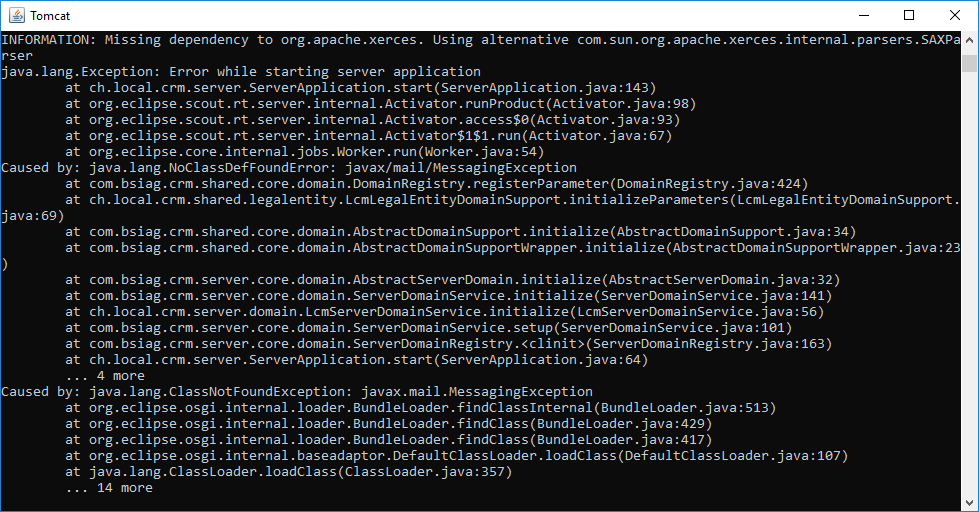 Tomcat
INFORMATION: Missing dependency to org.apache.xerces. Using alternative com.sun.org.apache.xerces.internal.parsers.SAXPa
rser
java.lang.Exception: Error while starting server application
at ch.local.crm.server.ServerApplication.start(ServerApplication.java:143)
at org.eclipse.scout.rt.server.internal.Activator.runProduct(Activator.java:98)
at org.eclipse.scout.rt.server.internal.Activator.access$0(Activator.java:93)
at org.eclipse.scout.rt.server.internal.Activator$1$1.run(Activator.java:67)
at org.eclipse.core.internal.jobs.Worker.run(Worker.java:54)
Caused by: java.lang.NoClassDefFoundError: javax/mail/MessagingException
at com.bsiag.crm.shared.core.domain.DomainRegistry.registerParameter(DomainRegistry.java:424)
at ch.local.crm.shared.legalentity.LcmLegalEntityDomainSupport.initializeParameters(LcmLegalEntityDomainSupport.
java:69)
at com.bsiag.crm.shared.core.domain.AbstractDomainSupport.initialize(AbstractDomainSupport.java:34)
at com.bsiag.crm.shared.core.domain.AbstractDomainSupportWrapper.initialize(AbstractDomainSupportWrapper.java:23
)
at com.bsiag.crm.server.core.domain.AbstractServerDomain.initialize(AbstractServerDomain.java:32)
at com.bsiag.crm.server.core.domain.ServerDomainService.initialize(ServerDomainService.java:141)
at ch.local.crm.server.domain.LcmServerDomainService.initialize(LcmServerDomainService.java:56)
at com.bsiag.crm.server.core.domain.ServerDomainService.setup(ServerDomainService.java:101)
at com.bsiag.crm.server.core.domain.ServerDomainRegistry.<clinit>(ServerDomainRegistry.java:163)
at ch.local.crm.server.ServerApplication.start(ServerApplication.java:64)
... 4 more
Caused by: java.lang.ClassNotFoundException: javax.mail.MessagingException
at org.eclipse.osgi.internal.loader.BundleLoader.findClassInternal(BundleLoader.java:513)
at org.eclipse.osgi.internal.loader.BundleLoader.findClass(BundleLoader.java:429)
at org.eclipse.osgi.internal.loader.BundleLoader.findClass(BundleLoader.java:417)
at org.eclipse.osgi.internal.baseadaptor.DefaultClassLoader.loadClass(DefaultClassLoader.java:107)
at java.lang.ClassLoader.loadClass(ClassLoader.java:357)
... 14 more